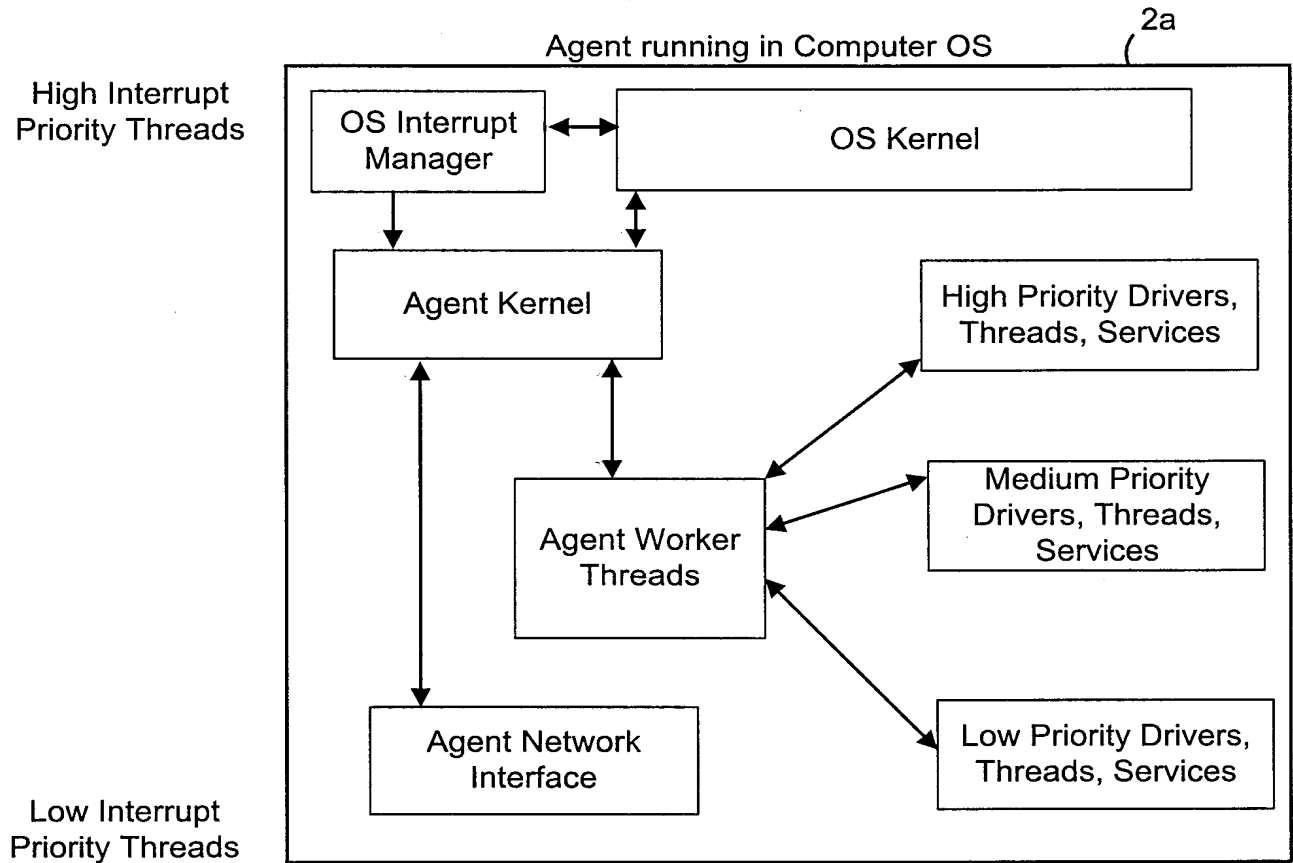 2a
Agent running in Computer OS
High Interrupt
Priority Threads
OS Interrupt
Manager
OS Kernel
Agent Kernel
High Priority Drivers,
Threads, Services
Medium Priority
Drivers, Threads,
Services
Agent Worker
Threads
Agent Network
Interface
Low Priority Drivers,
Threads, Services
Low Interrupt
Priority Threads